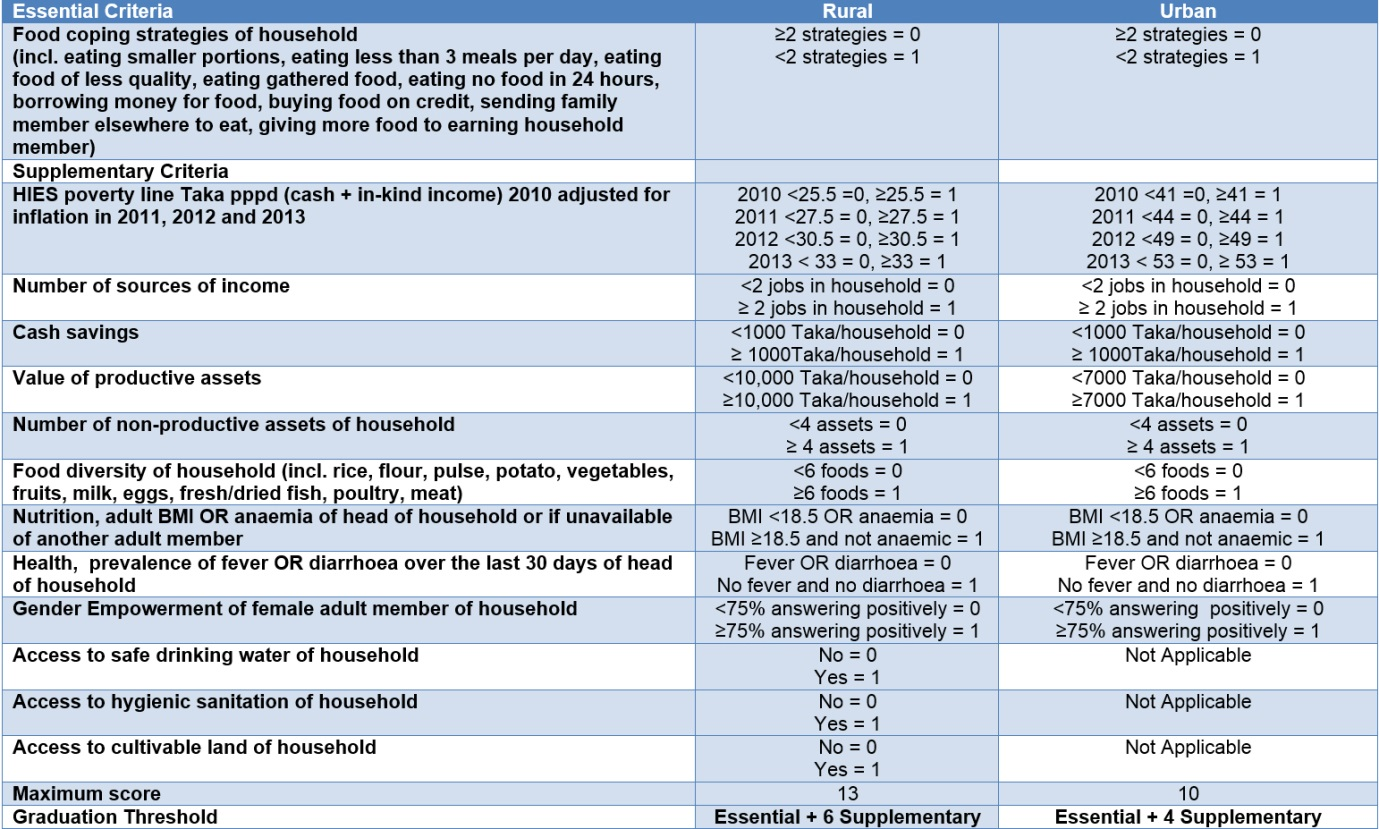 Essential Criteria Rural Urban
Food coping strategies of household ≥2 strategies = 0 ≥2 strategies = 0
(incl. eating smaller portions, eating less than 3 meals per day, eating <2 strategies = 1 <2 strategies = 1
food of less quality, eating gathered food, eating no food in 24 hours,
borrowing money for food, buying food on credit, sending family
member elsewhere to eat, giving more food to earning household
member)
Supplementary Criteria
HIES poverty line Taka pppd (cash + in-kind income) 2010 adjusted for 2010 <25.5 =0, ≥25.5 = 1 2010 <41 =0, ≥41 = 1
inflation in 2011, 2012 and 2013 2011 <27.5 = 0, ≥27.5 = 1 2011 <44 = 0, ≥44 = 1
2012 <30.5 = 0, ≥30.5 = 1 2012 <49 = 0, ≥49 = 1
2013 < 33 = 0, ≥33 = 1 2013 < 53 = 0, ≥ 53 = 1
Number of sources of income <2 jobs in household = 0 <2 jobs in household = 0
≥ 2 jobs in household = 1 ≥ 2 jobs in household = 1
Cash savings <1000 Taka/household = 0 <1000 Taka/household = 0
≥ 1000Taka/household = 1 ≥ 1000Taka/household = 1
Value of productive assets <10,000 Taka/household = 0 <7000 Taka/household = 0
≥10,000 Taka/household = 1 ≥7000 Taka/household = 1
Number of non-productive assets of household <4 assets = 0 <4 assets = 0
≥ 4 assets = 1 ≥ 4 assets = 1
Food diversity of household (incl. rice, flour, pulse, potato, vegetables, <6 foods = 0 <6 foods = 0
fruits, milk, eggs, fresh/dried fish, poultry, meat) ≥6 foods = 1 ≥6 foods = 1
Nutrition, adult BMI OR anaemia of head of household or if unavailable BMI <18.5 OR anaemia = 0 BMI <18.5 OR anaemia = 0
of another adult member BMI ≥18.5 and not anaemic = 1 BMI ≥18.5 and not anaemic = 1
Health, prevalence of fever OR diarrhoea over the last 30 days of head Fever OR diarrhoea = 0 Fever OR diarrhoea = 0
of household No fever and no diarrhoea = 1 No fever and no diarrhoea = 1
Gender Empowerment of female adult member of household <75% answering positively = 0 <75% answering positively = 0
≥75% answering positively = 1 ≥75% answering positively = 1
Access to safe drinking water of household No = 0 Not Applicable
Yes = 1
Access to hygienic sanitation of household No = 0 Not Applicable
Yes = 1
Access to cultivable land of household No = 0 Not Applicable
Yes = 1
Maximum score 13 10
Graduation Threshold Essential + 6 Supplementary Essential + 4 Supplementary